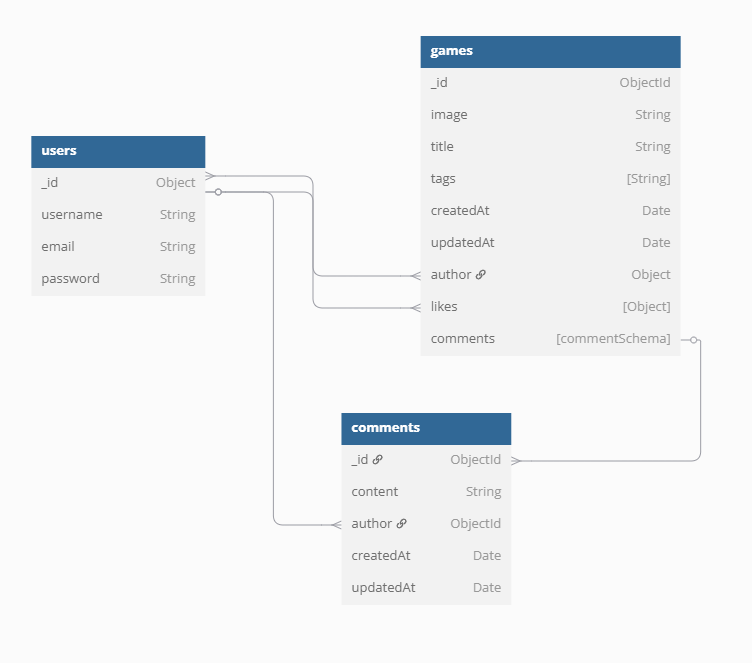 games
_id ObjectId
image String
title String
tags [String]
createdAt Date
updatedAt Date
author Object
likes [Object]
comments [commentSchema]
users
_id Object
username String
email String
password String
comments
_id ObjectId
content String
author ObjectId
createdAt Date
updatedAt Date